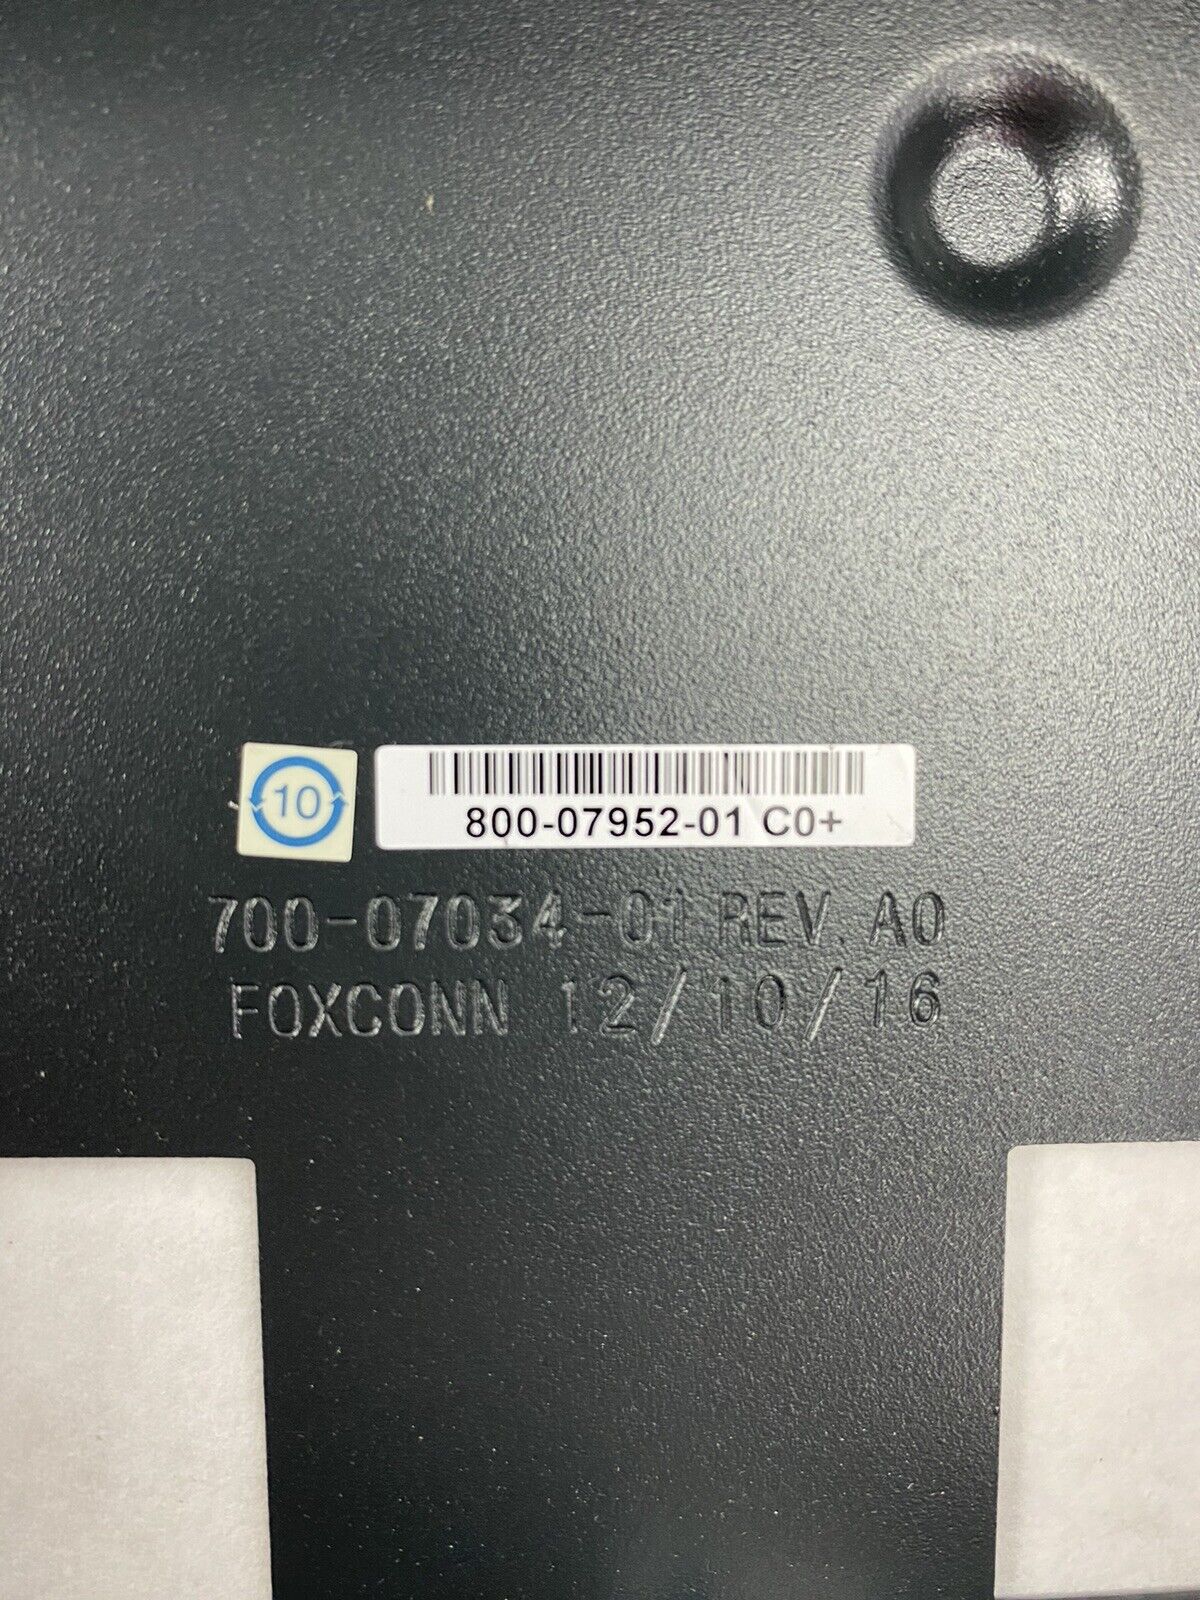 10
800-07952-01 C0+
700-07034-01 REV. A0
FOXCONN 12/10/16